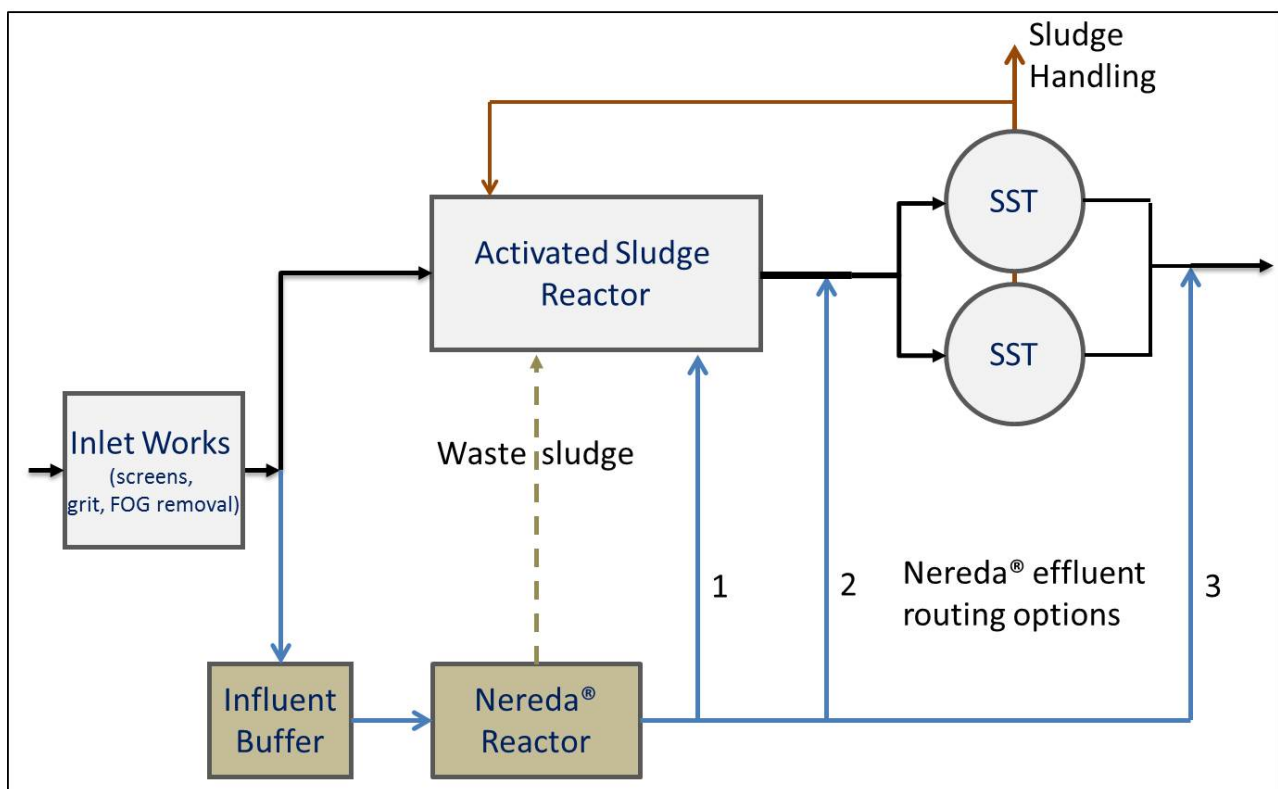 Sludge
Handling
SST
Activated Sludge
Reactor
SST
Inlet Works
(screens,
grit, FOG removal)
Waste sludge
1
2
Nereda® effluent
routing options
3
Influent
Buffer
Nereda®
Reactor